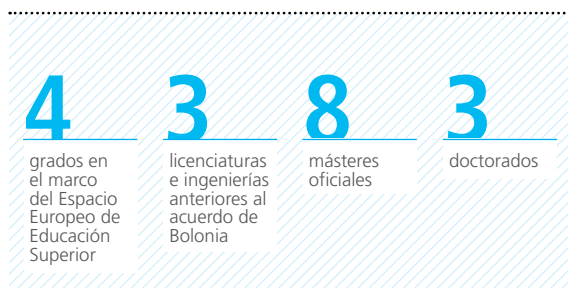 4
grados en
el marco
del Espacio
Europeo de
Educación
Superior
3
licenciaturas
e ingenierías
anteriores al
acuerdo de
Bolonia
8
másteres
oficiales
3
doctorados